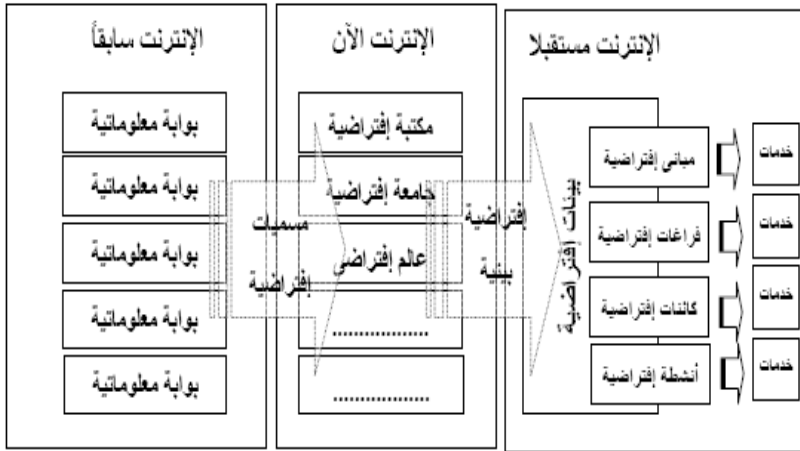 الإنترنت سابقاً
بوابة معلوماتية
بوابة معلوماتية
بوابة معلوماتية
بوابة معلوماتية
بوابة معلوماتية
مسميات
إفتراضية
الإنترنت الآن
مكتبة إفتراضية
جامعة إفتراضية
عالم إفتراضي
.................
.................
إفتراضية
بينية
الإنترنت مستقبلا
بينات إفتراضية
مبانى إفتراضية
خدمات
فراغات إفتراضية
خدمات
كائنات إفتراضية
خدمات
أنشطة إفتراضية
خدمات